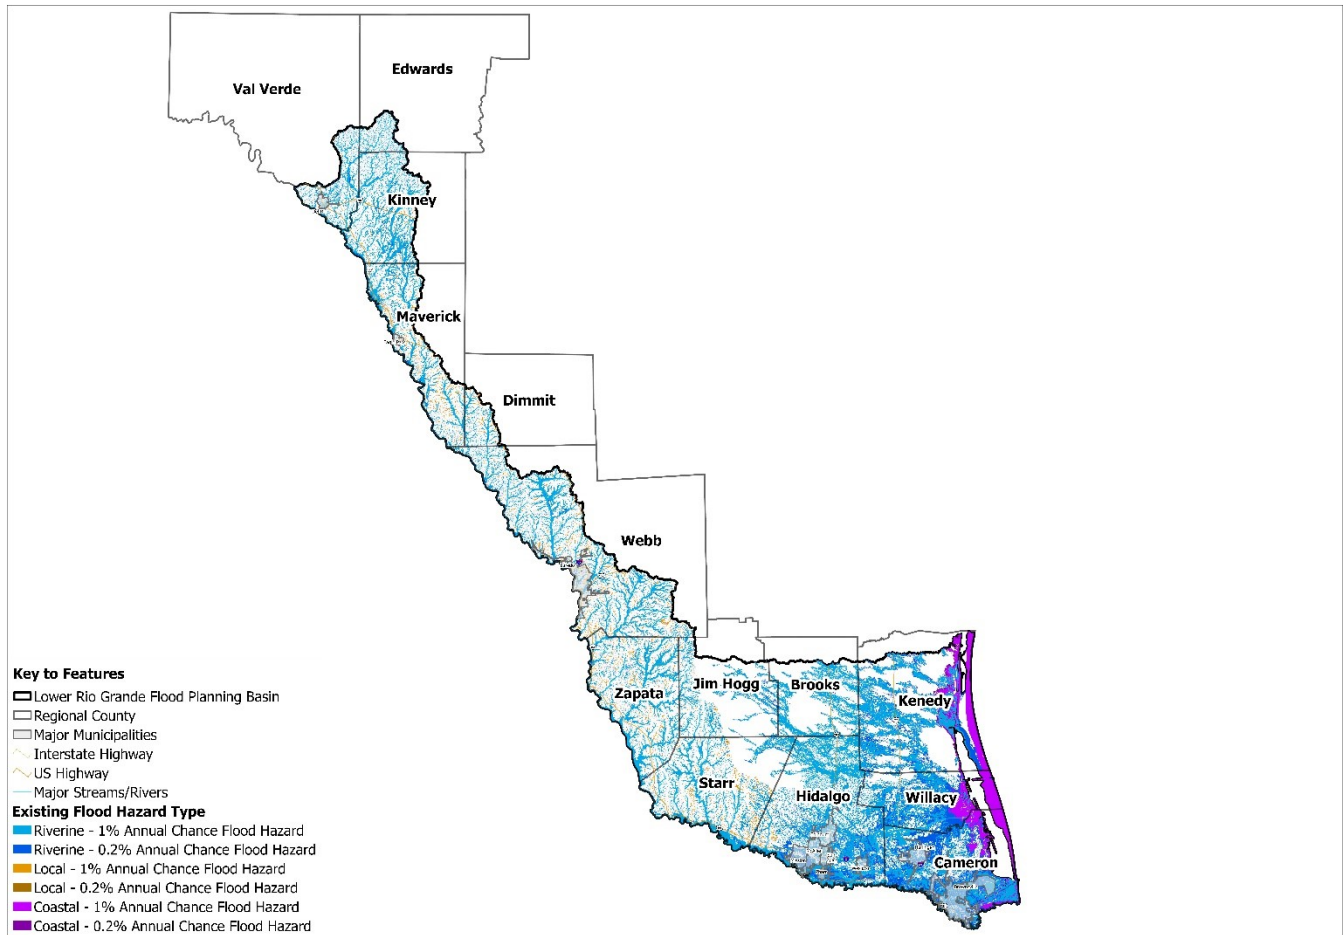 Edwards
Val Verde
Kinney
Maverick
Dimmit
Webb
Zapata
Jim Hogg
Brooks
Kenedy
Starr
Hidalgo
Willacy
Cameron
Key to Features
Lower Rio Grande Flood Planning Basin
Regional County
Major Municipalities
Interstate Highway
US Highway
Major Streams/Rivers
Existing Flood Hazard Type
Riverine - 1% Annual Chance Flood Hazard
Riverine - 0.2% Annual Chance Flood Hazard
Local - 1% Annual Chance Flood Hazard
Local - 0.2% Annual Chance Flood Hazard
Coastal - 1% Annual Chance Flood Hazard
Coastal - 0.2% Annual Chance Flood Hazard